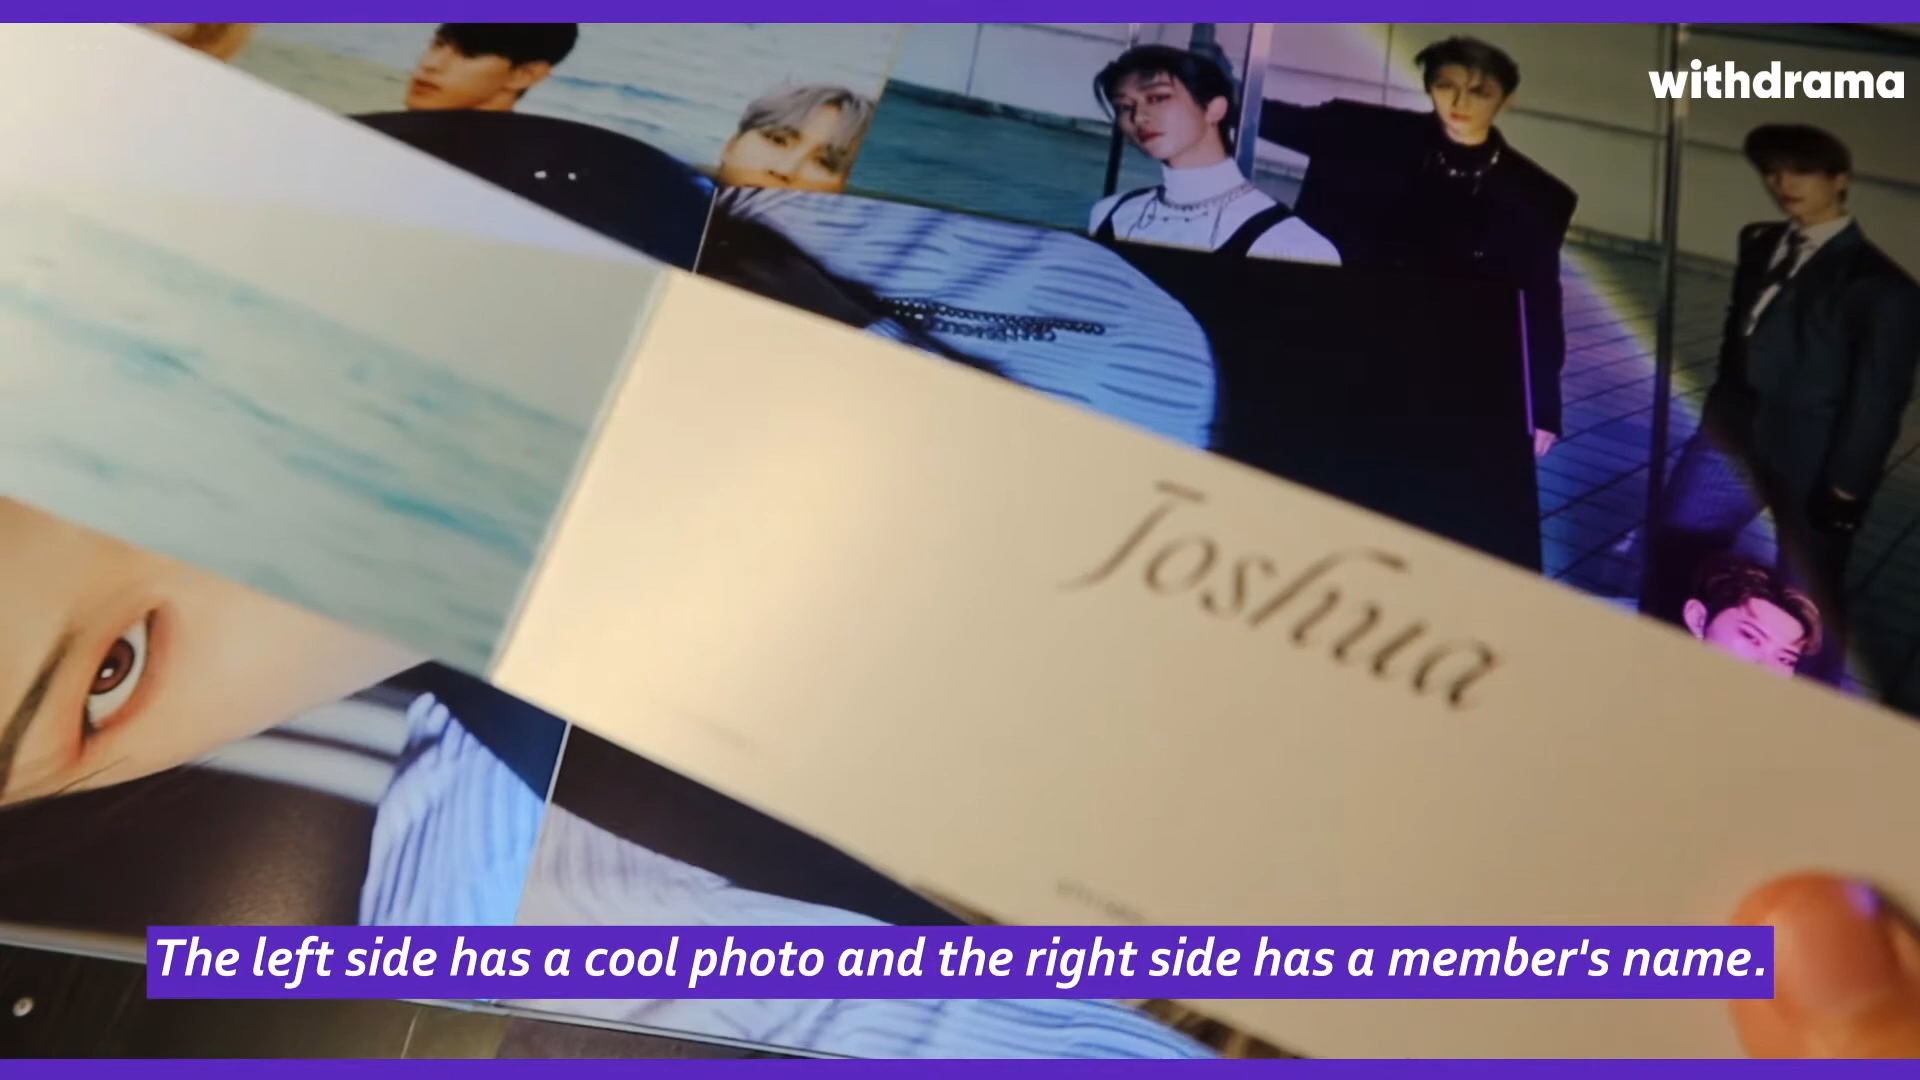 withdrama
Joshua
The left side has a cool photo and the right side has a member's name.